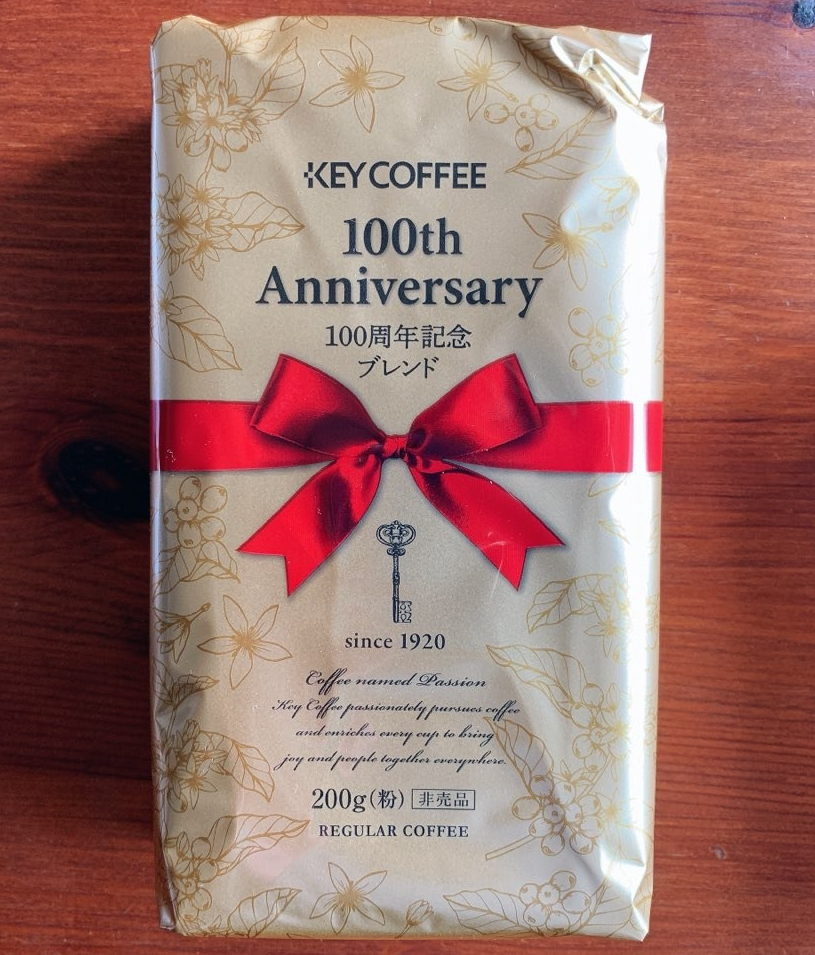 KEY COFFEE
100th
Anniversary
100周年記念
ブレンド
since 1920
Coffee named Passion
Key Coffee passionately pursues coffee
and enriches every cup to bring
joy and people together everywhere.
200g(粉) 非売品
REGULAR COFFEE